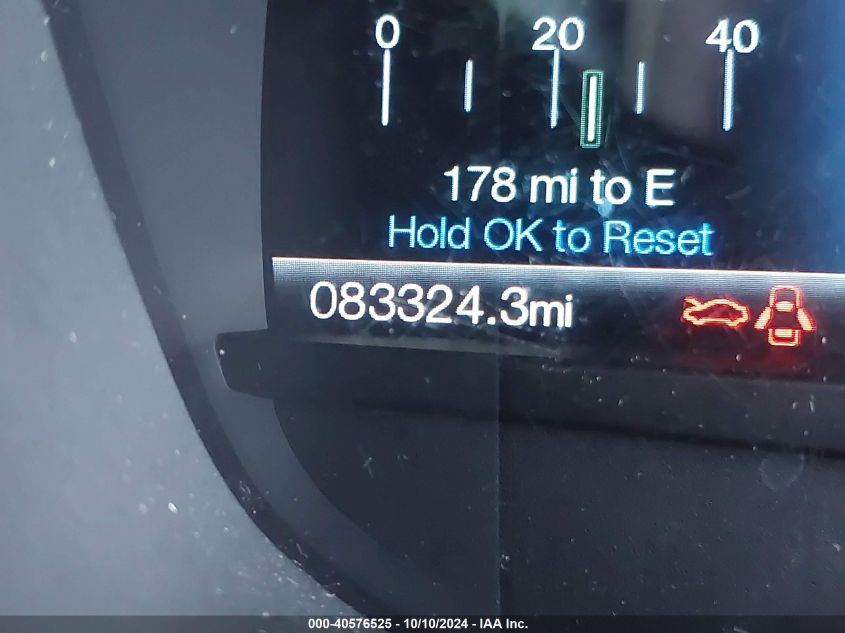 0 20 40
178 mi to E
Hold OK to Reset
083324.3mi
000-40576525 - 10/10/2024 - IAA Inc.